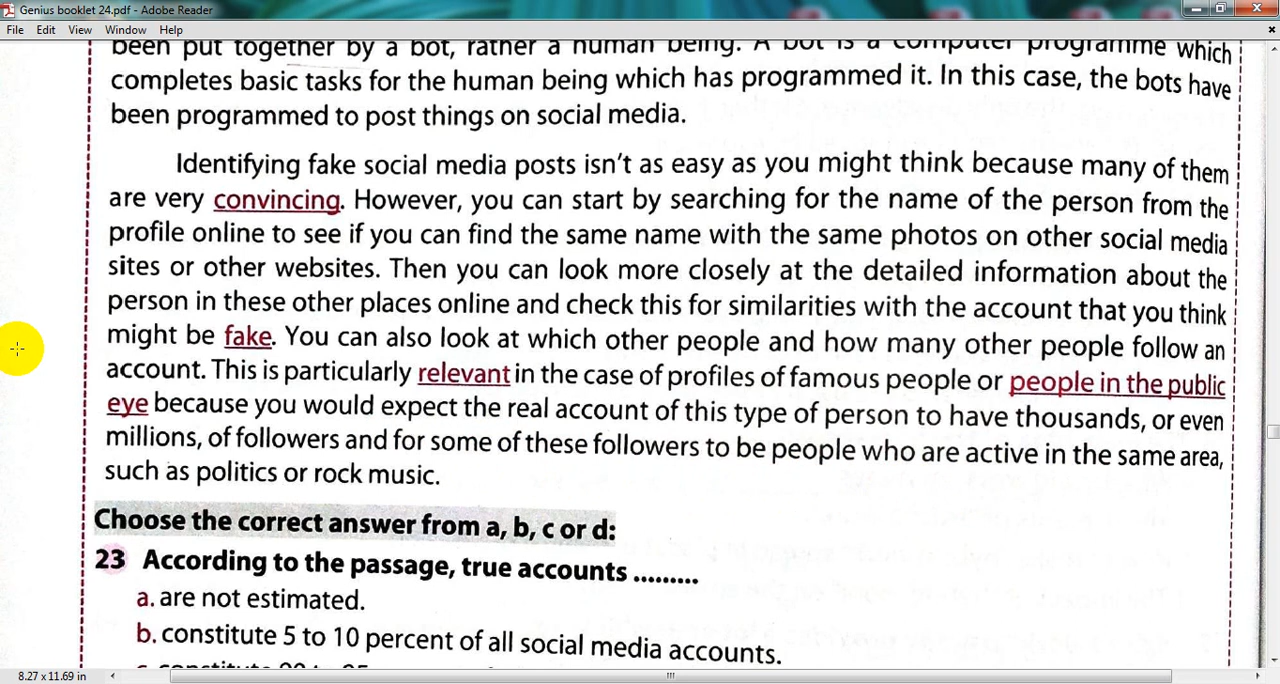 Genius booklet 24.pdf - Adobe Reader
File Edit View Window Help
been put together by a bot, rather a human being. A bot is a computer programme which
completes basic tasks for the human being which has programmed it. In this case, the bots have
been programmed to post things on social media.
Identifying fake social media posts isn't as easy as you might think because many of them
are very convincing. However, you can start by searching for the name of the person from the
profile online to see if you can find the same name with the same photos on other social media
sites or other websites. Then you can look more closely at the detailed information about the
person in these other places online and check this for similarities with the account that you think
might be fake. You can also look at which other people and how many other people follow an
account. This is particularly relevant in the case of profiles of famous people or people in the public
eye because you would expect the real account of this type of person to have thousands, or even
millions, of followers and for some of these followers to be people who are active in the same area,
such as politics or rock music.
Choose the correct answer from a, b, c or d:
23 According to the passage, true accounts .........
a. are not estimated.
b. constitute 5 to 10 percent of all social media accounts.
c. constitute
8.27 x 11.69 in